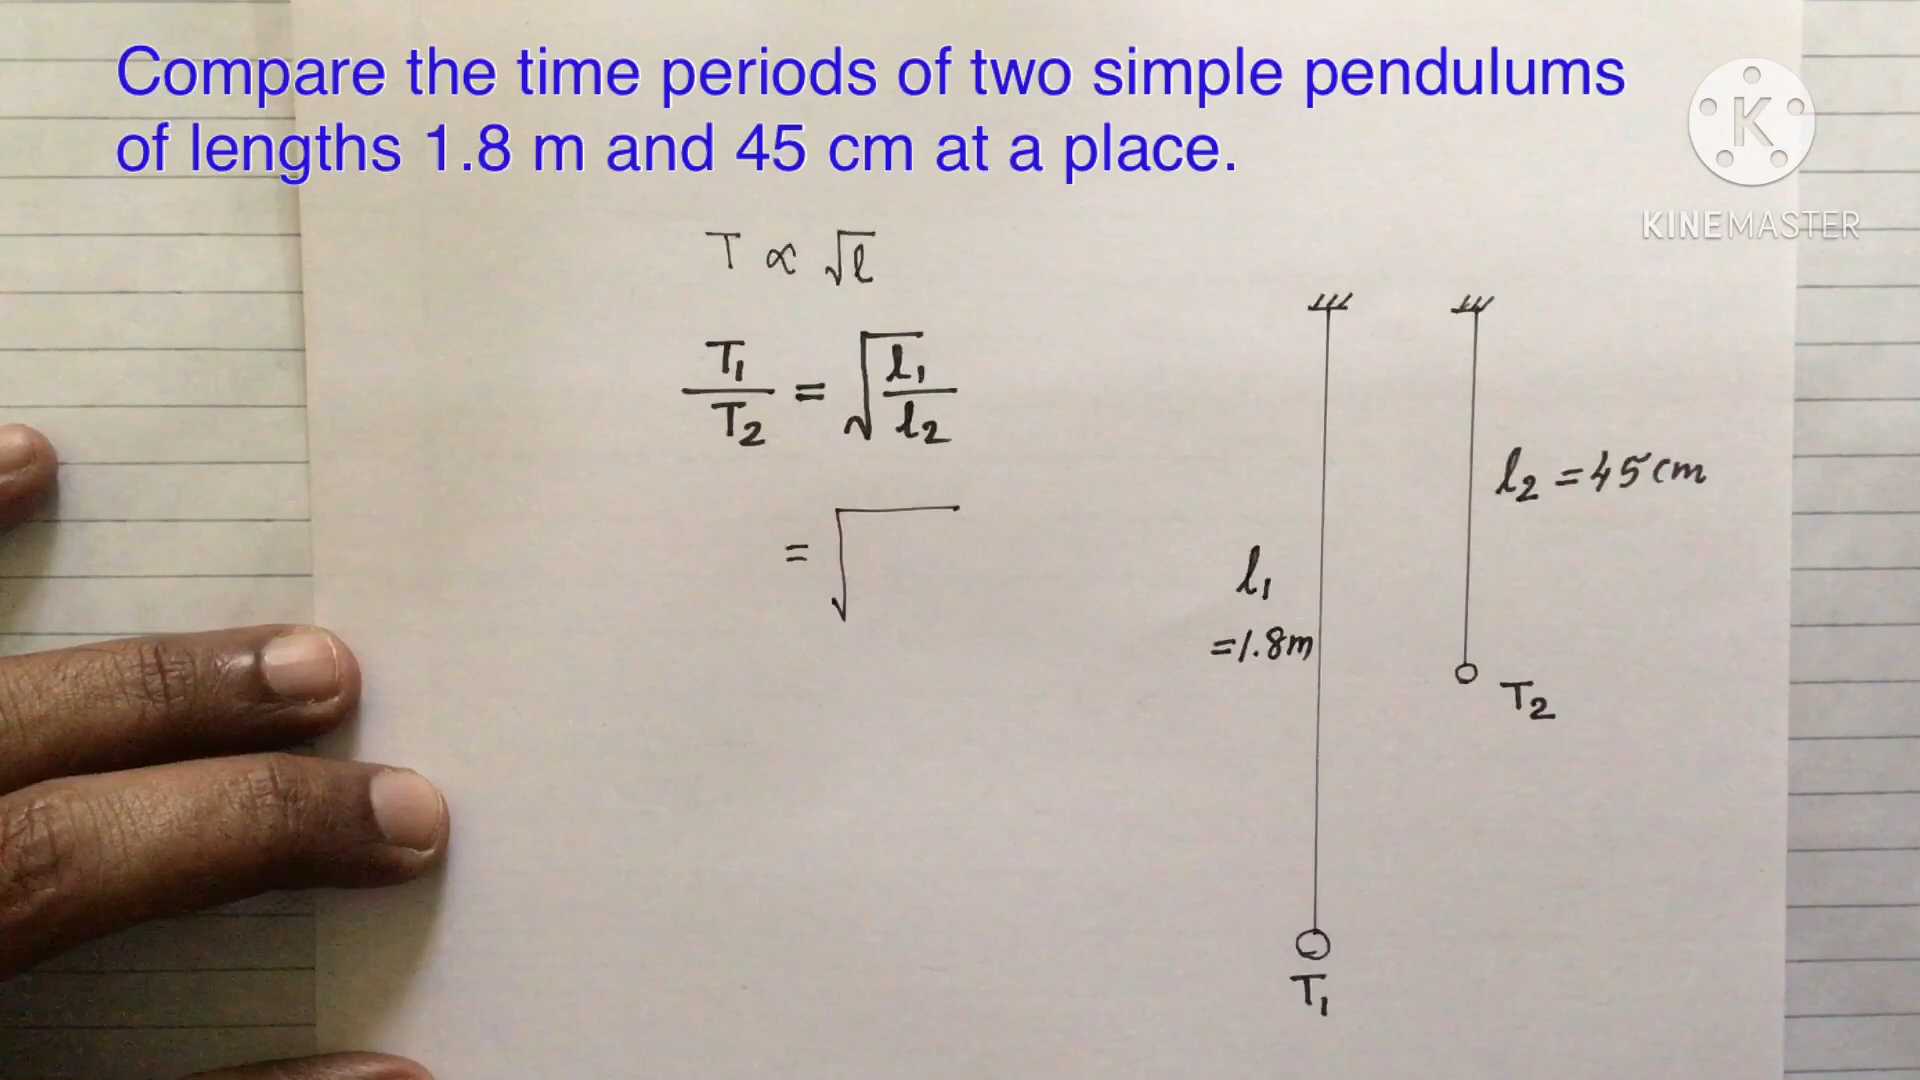 Compare the time periods of two simple pendulums
of lengths 1.8 m and 45 cm at a place.
K
KINEMASTER
T ∝ √l
T₁/T₂ = √(l₁/l₂)
= √
l₂ = 45 cm
l₁
= 1.8m
T₂
T₁